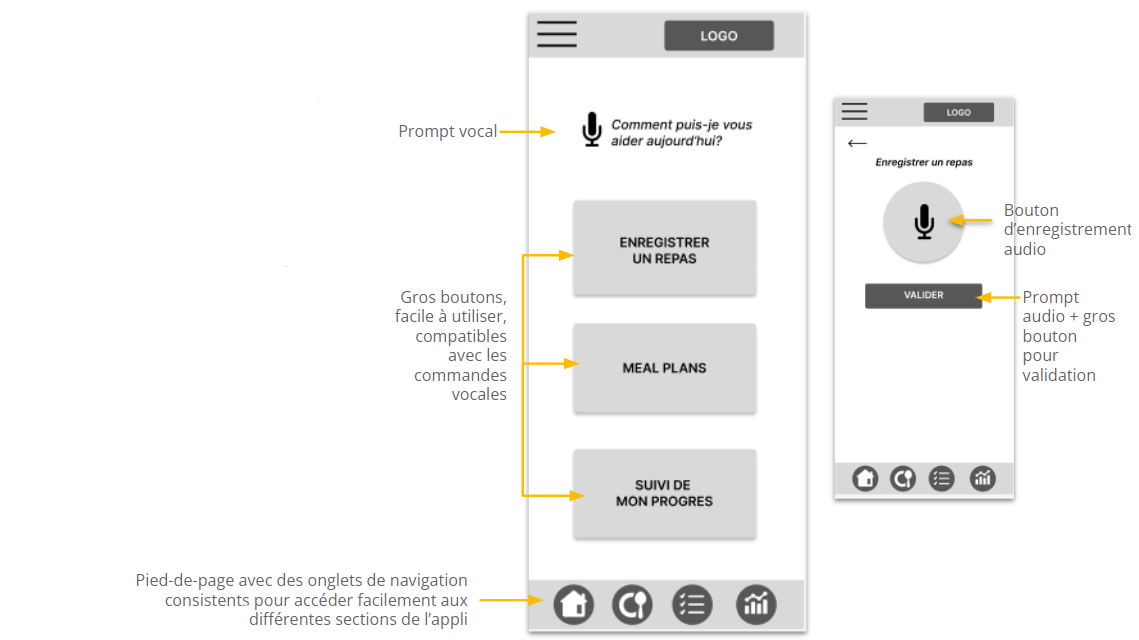 LOGO
Prompt vocal
Comment puis-je vous
aider aujourd'hui?
ENREGISTRER
UN REPAS
Gros boutons,
facile à utiliser,
compatibles
avec les
commandes
vocales
MEAL PLANS
SUIVI DE
MON PROGRES
Pied-de-page avec des onglets de navigation
consistents pour accéder facilement aux
différentes sections de l'appli
LOGO
Enregistrer un repas
Bouton
d'enregistrement
audio
VALIDER
Prompt
audio + gros
bouton
pour
validation